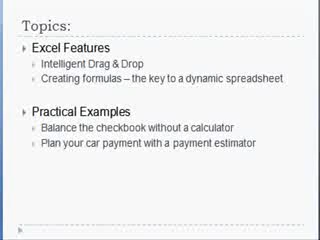 Topics:
Excel Features
Intelligent Drag & Drop
Creating formulas – the key to a dynamic spreadsheet
Practical Examples
Balance the checkbook without a calculator
Plan your car payment with a payment estimator